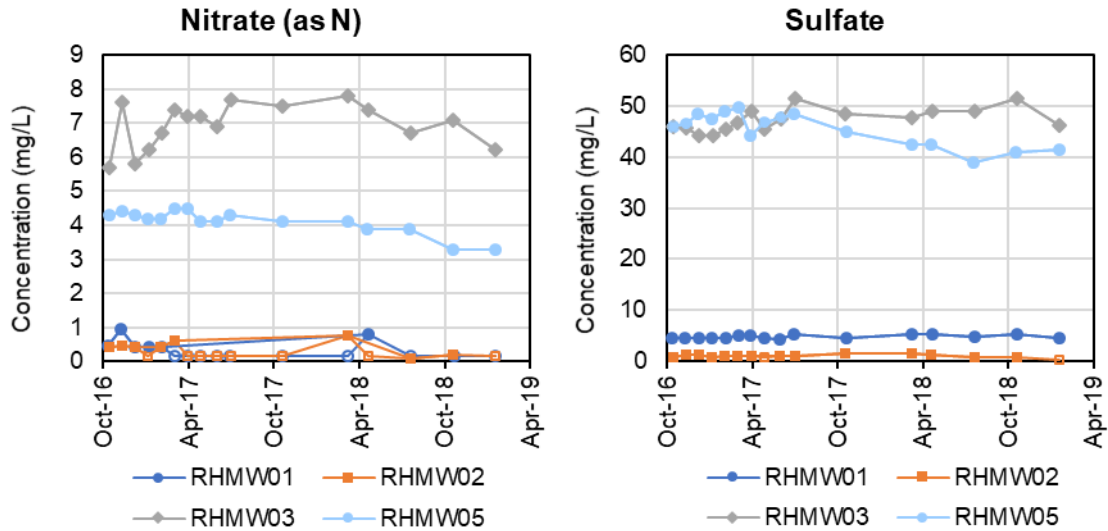 Nitrate (as N)
Concentration (mg/L)
9
8
7
6
5
4
3
2
1
0
Oct-16
Apr-17
Oct-17
Apr-18
Oct-18
Apr-19
RHMW01
RHMW02
RHMW03
RHMW05
Sulfate
Concentration (mg/L)
60
50
40
30
20
10
0
Oct-16
Apr-17
Oct-17
Apr-18
Oct-18
Apr-19
RHMW01
RHMW02
RHMW03
RHMW05